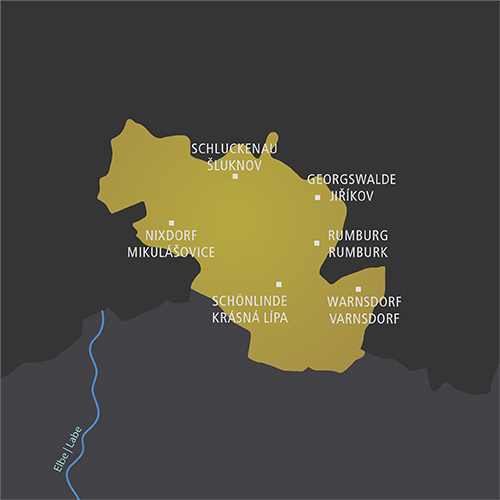 SCHLUCKENAU
ŠLUKNOV
GEORGSWALDE
JIŘÍKOV
NIXDORF
MIKULÁŠOVICE
RUMBURG
RUMBURK
SCHÖNLINDE
KRÁSNÁ LÍPA
WARNSDORF
VARNSDORF
Elbe | Labe